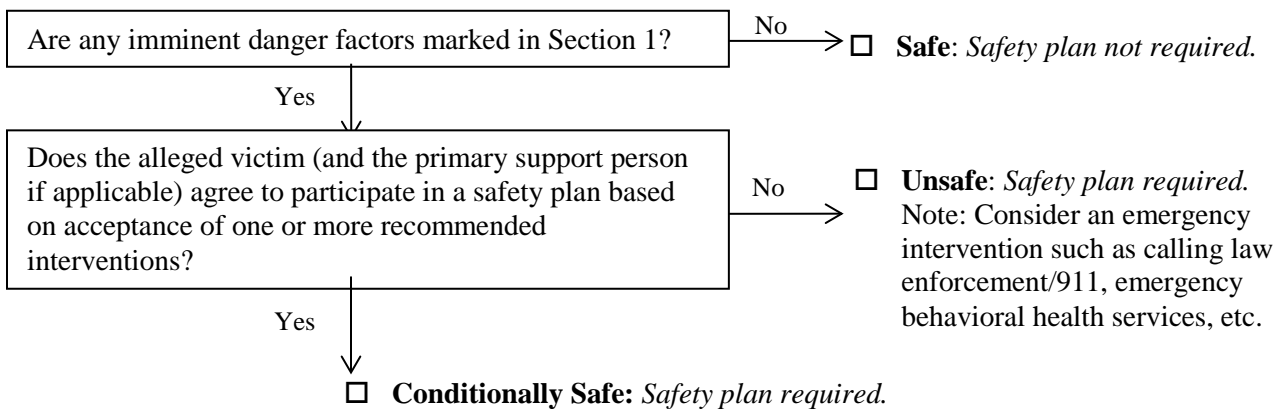 Are any imminent danger factors marked in Section 1?
No
☐ Safe: Safety plan not required.
Yes
Does the alleged victim (and the primary support person
if applicable) agree to participate in a safety plan based
on acceptance of one or more recommended
interventions?
No
☐ Unsafe: Safety plan required.
Note: Consider an emergency
intervention such as calling law
enforcement/911, emergency
behavioral health services, etc.
Yes
☐ Conditionally Safe: Safety plan required.